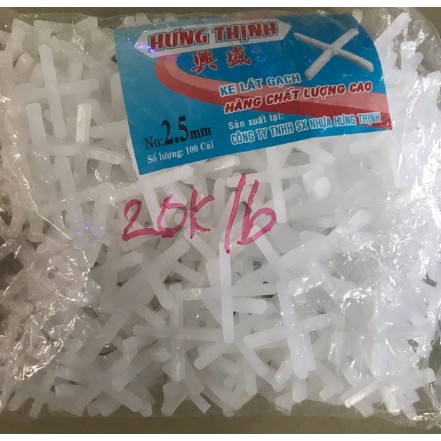 HƯNG THỊNH
興盛
KE LÁT GẠCH
HÀNG CHẤT LƯỢNG CAO
Sản xuất tại:
CÔNG TY TNHH SX NHỰA HƯNG THỊNH
No: 2.5mm
Số lượng: 100 Cái
20K/b